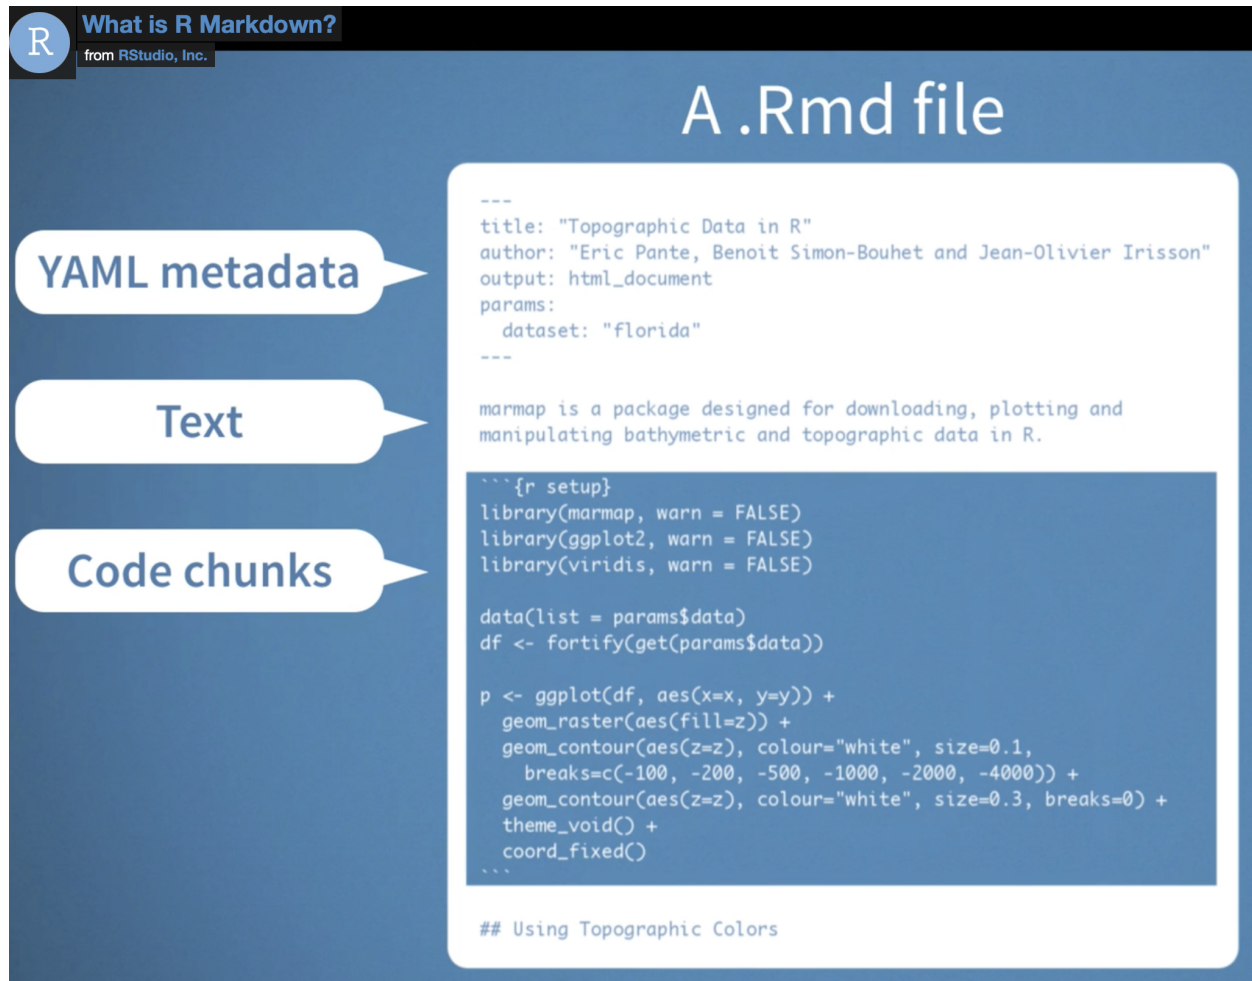 R
What is R Markdown?
from RStudio, Inc.
A .Rmd file
YAML metadata
Text
Code chunks
---
title: "Topographic Data in R"
author: "Eric Pante, Benoit Simon-Bouhet and Jean-Olivier Irisson"
output: html_document
params:
  dataset: "florida"
---

marmap is a package designed for downloading, plotting and
manipulating bathymetric and topographic data in R.

```{r setup}
library(marmap, warn = FALSE)
library(ggplot2, warn = FALSE)
library(viridis, warn = FALSE)

data(list = params$data)
df <- fortify(get(params$data))

p <- ggplot(df, aes(x=x, y=y)) +
  geom_raster(aes(fill=z)) +
  geom_contour(aes(z=z), colour="white", size=0.1,
    breaks=c(-100, -200, -500, -1000, -2000, -4000)) +
  geom_contour(aes(z=z), colour="white", size=0.3, breaks=0) +
  theme_void() +
  coord_fixed()
```

## Using Topographic Colors